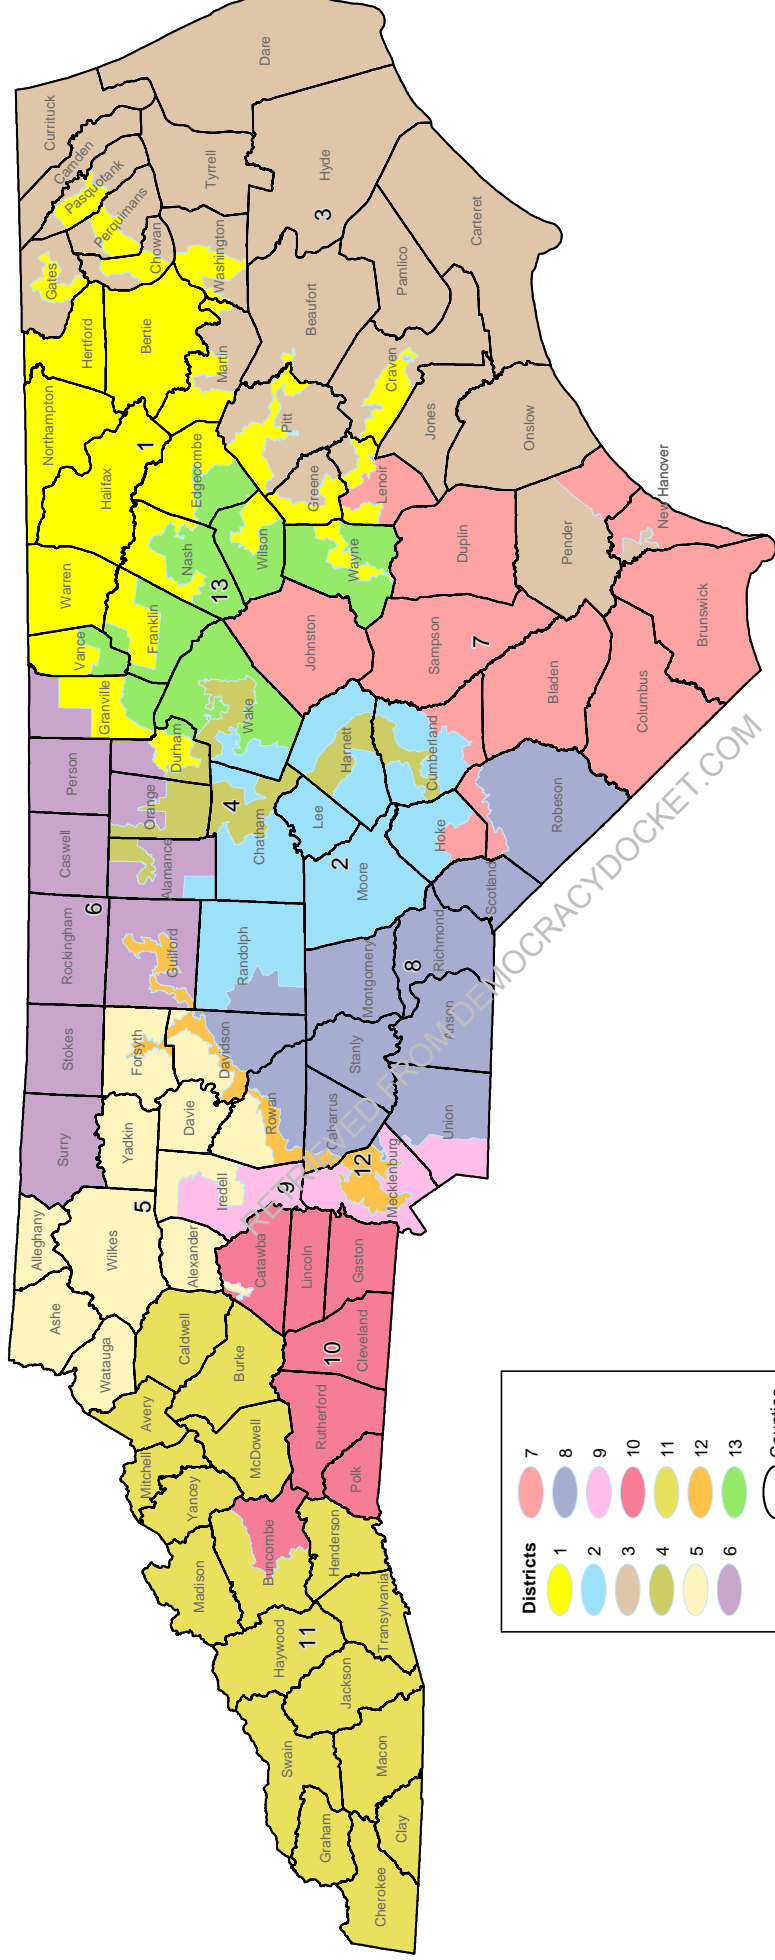 Cherokee
Graham
Clay
Swain
Macon
Jackson
Haywood
11
Transylvania
Madison
Buncombe
Henderson
Yancey
Mitchell
Avery
McDowell
Polk
Rutherford
10
Cleveland
Burke
Caldwell
Watauga
Ashe
Alleghany
Wilkes
5
Alexander
Catawba
Lincoln
Gaston
Iredell
9
Surry
Yadkin
Davie
Rowan
Cabarrus
12
Mecklenburg
Union
Stokes
Forsyth
Davidson
Stanly
Anson
Rockingham
6
Guilford
Randolph
Montgomery
8
Richmond
Scotland
Caswell
Alamance
Person
Orange
4
Chatham
Lee
2
Moore
Hoke
Durham
Harnett
Cumberland
Robeson
Granville
Wake
Vance
Franklin
13
Johnston
Sampson
7
Bladen
Columbus
Brunswick
Warren
Nash
Wilson
Wayne
Duplin
Pender
New Hanover
Northampton
Halifax
1
Edgecombe
Greene
Lenoir
Pitt
Jones
Onslow
Hertford
Bertie
Martin
Craven
Beaufort
Pamlico
Carteret
Gates
Chowan
Perquimans
Pasquotank
Camden
Currituck
Washington
Tyrrell
Hyde
3
Dare
Districts
1
2
3
4
5
6
7
8
9
10
11
12
13
Counties
RETRIEVED FROM DEMOCRACYDOCKET.COM